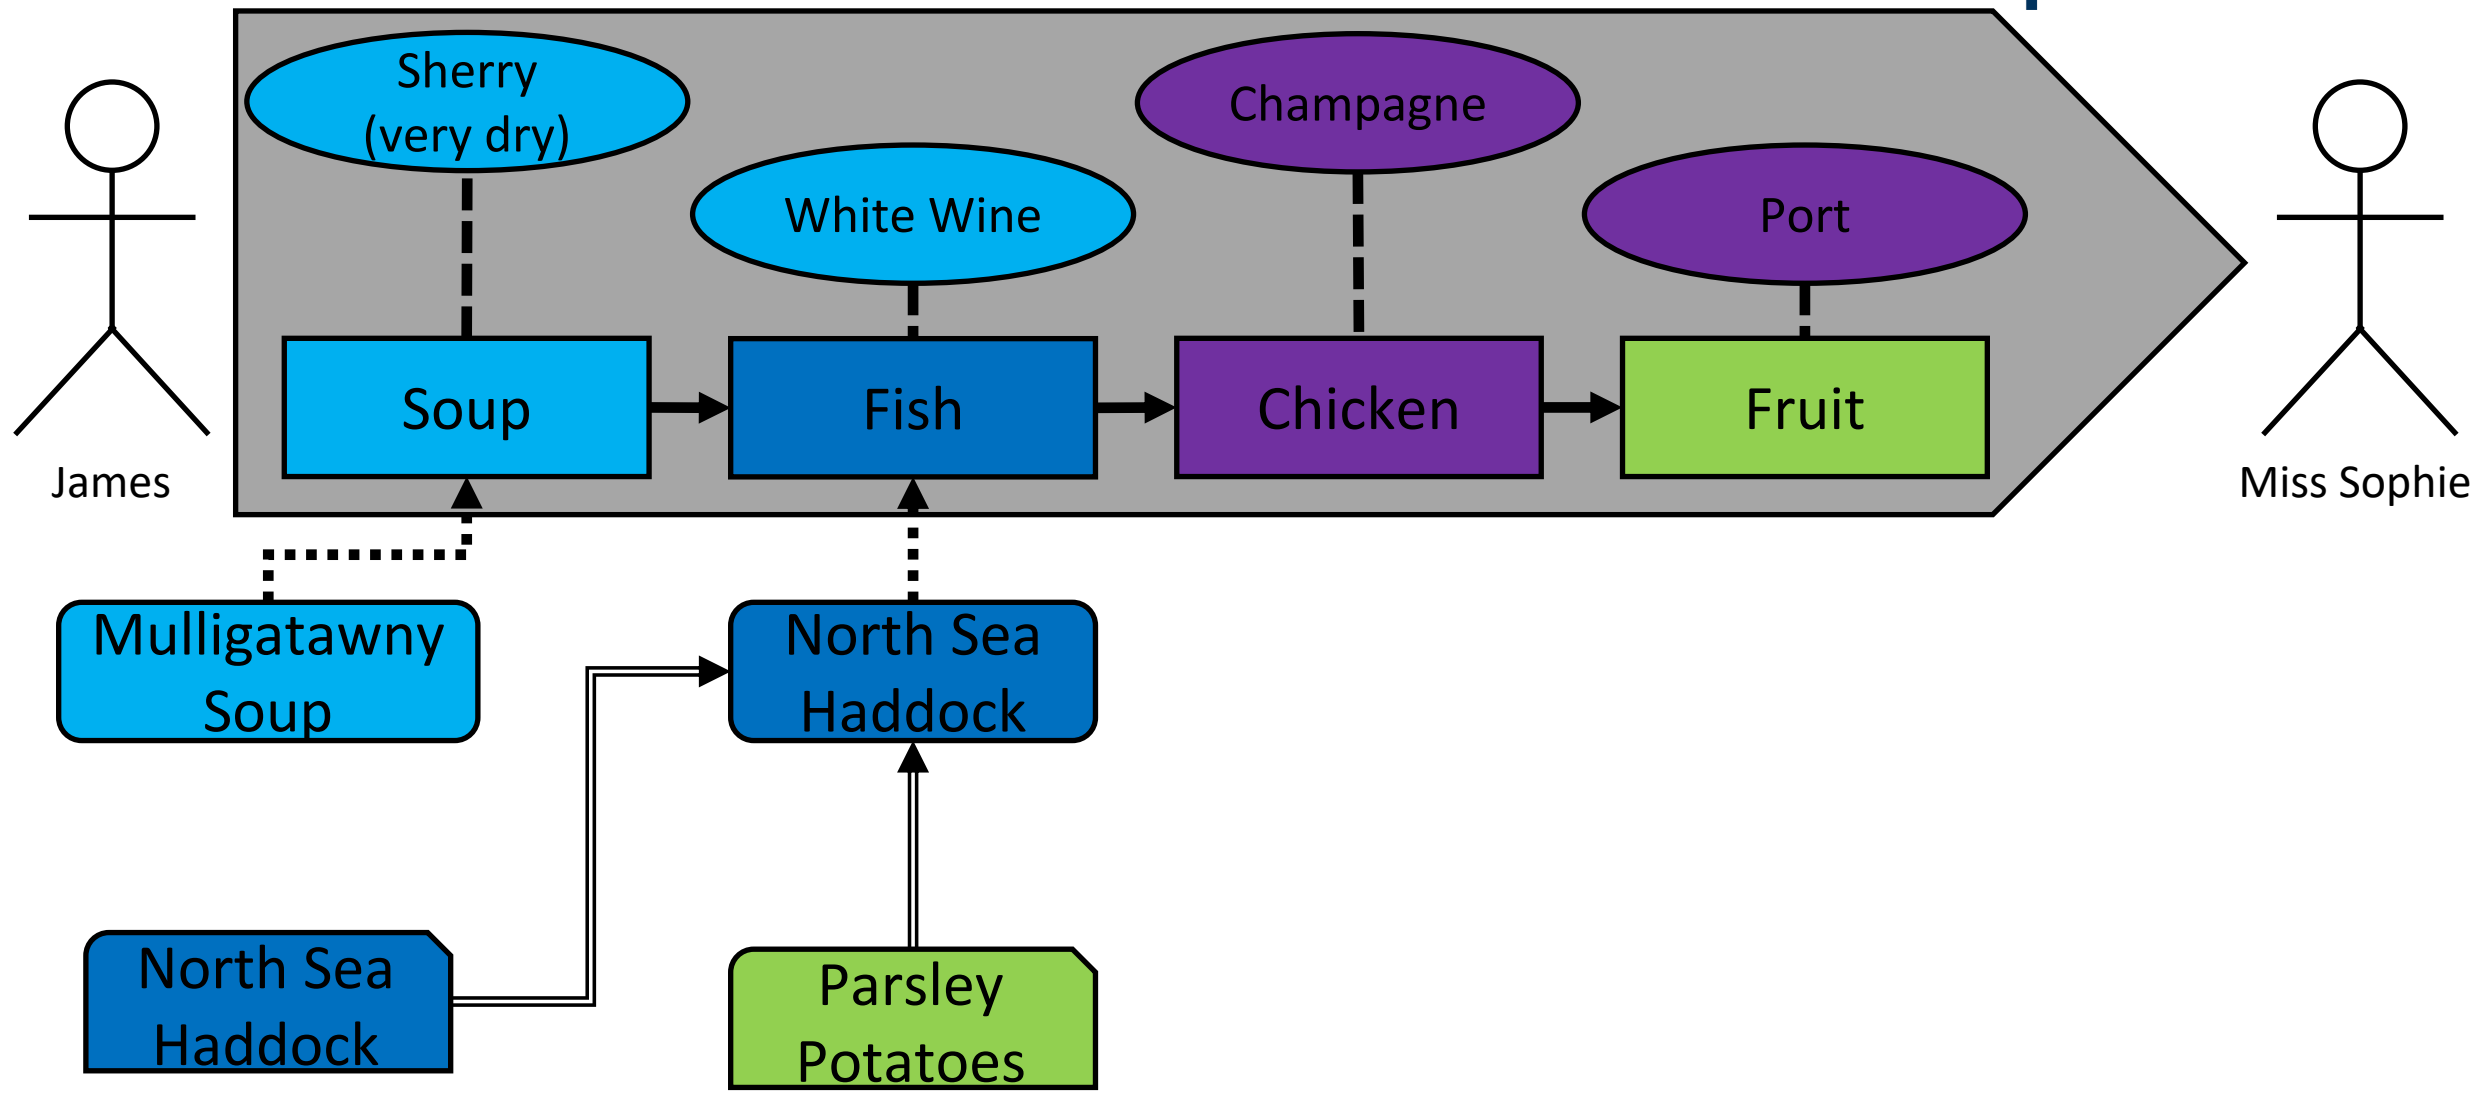 Sherry
(very dry)
Champagne
White Wine
Port
Soup
Fish
Chicken
Fruit
James
Miss Sophie
Mulligatawny
Soup
North Sea
Haddock
North Sea
Haddock
Parsley
Potatoes